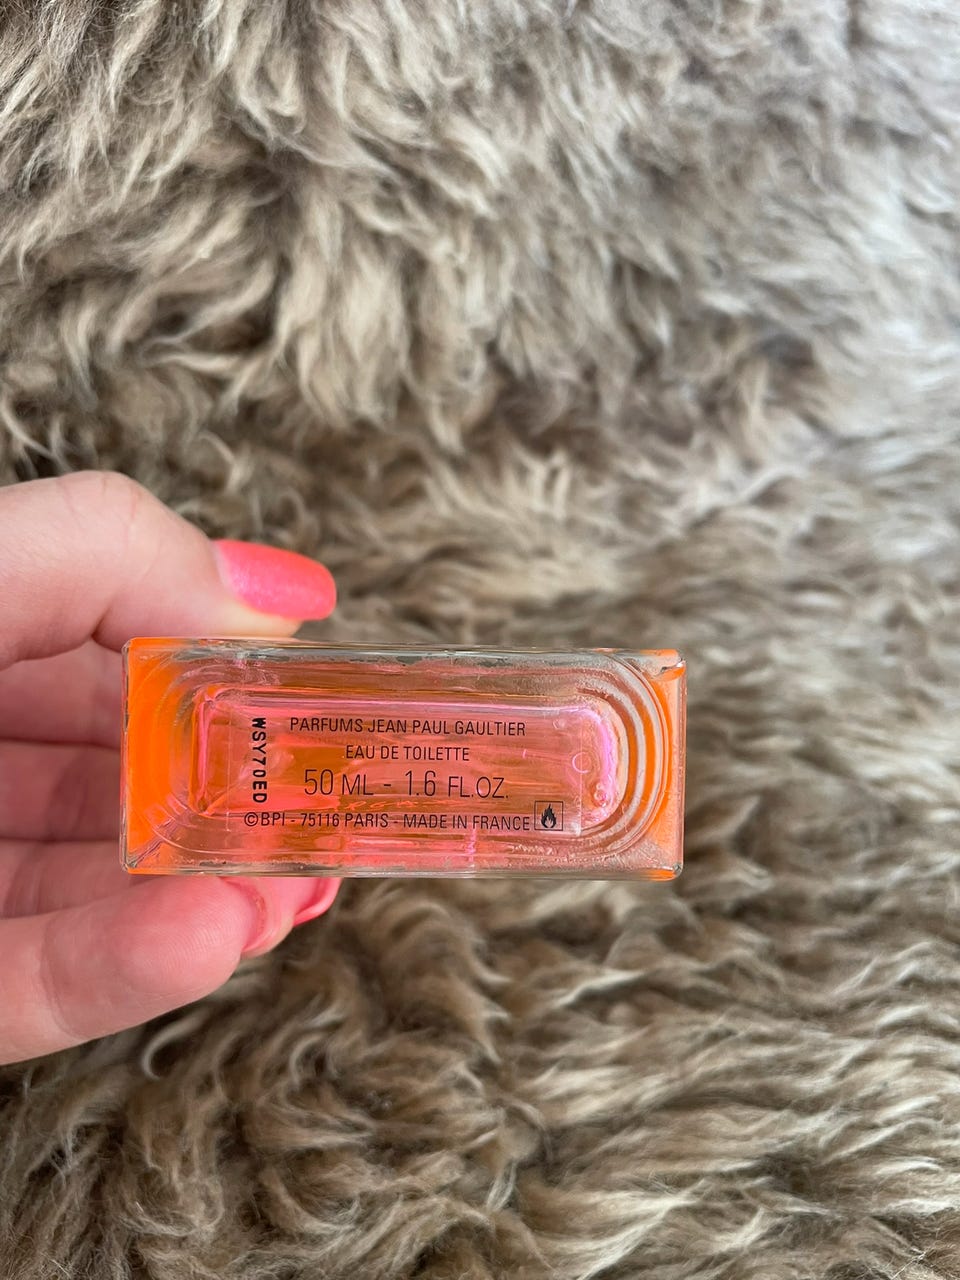 WSY70ED
PARFUMS JEAN PAUL GAULTIER
EAU DE TOILETTE
50 ML - 1.6 FL.OZ.
©BPI - 75116 PARIS - MADE IN FRANCE